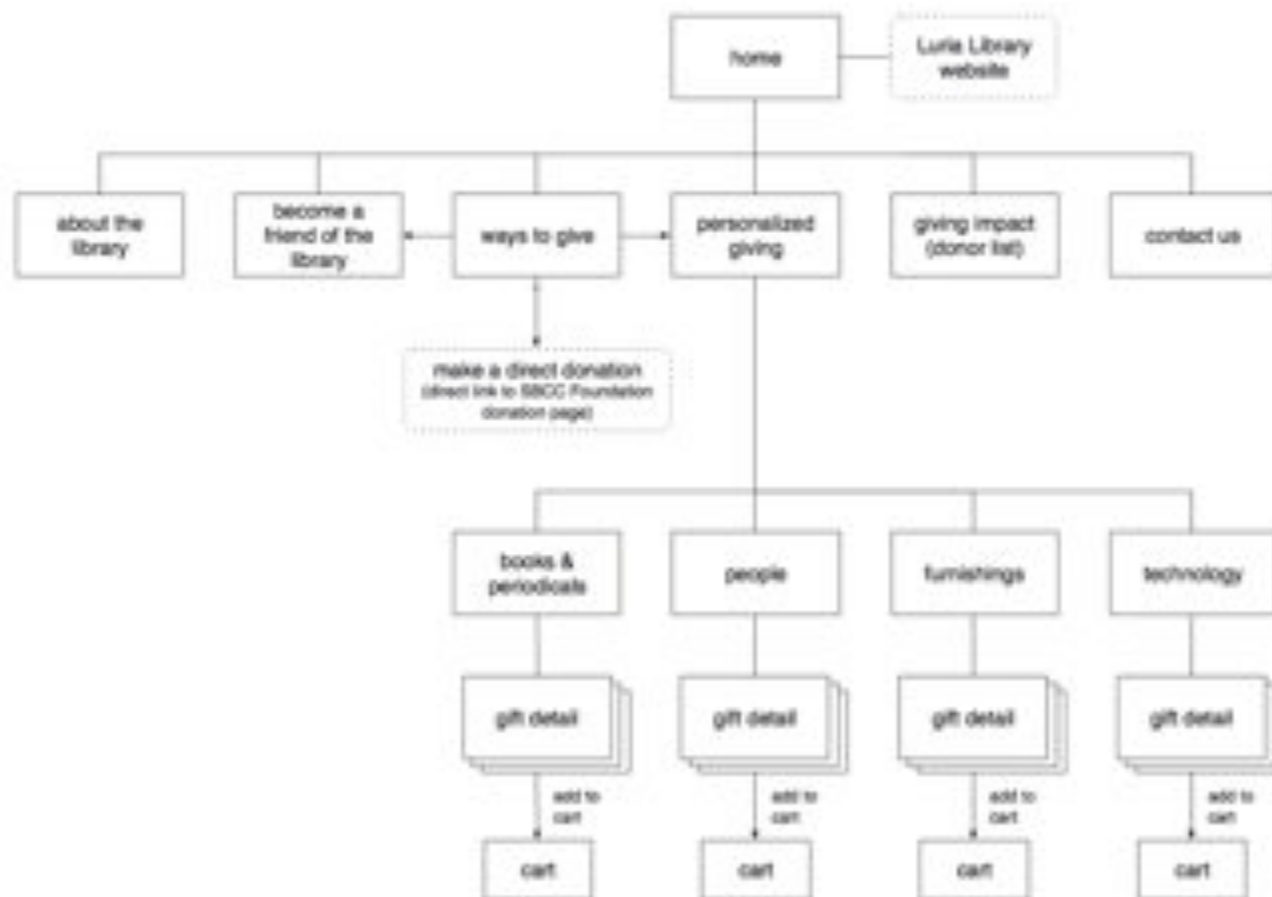 home
Luria Library
website
about the
library
become a
friend of the
library
ways to give
personalized
giving
giving impact
(donor list)
contact us
make a direct donation
(direct link to SBCC Foundation
donation page)
books &
periodicals
people
furnishings
technology
gift detail
gift detail
gift detail
gift detail
add to
cart
add to
cart
add to
cart
add to
cart
cart
cart
cart
cart